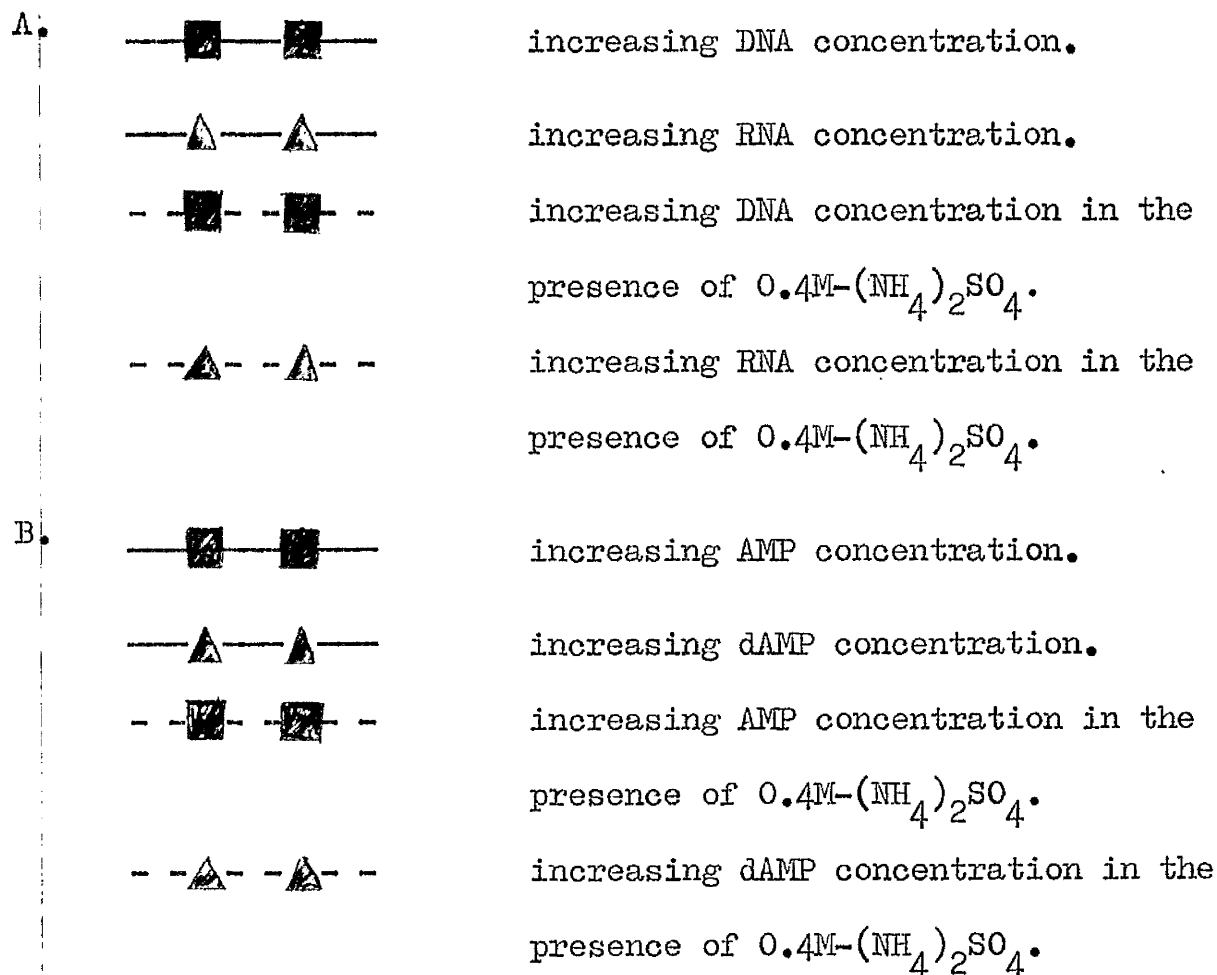 A. increasing DNA concentration.
increasing RNA concentration.
increasing DNA concentration in the
presence of 0.4M-(NH4)2SO4.
increasing RNA concentration in the
presence of 0.4M-(NH4)2SO4.
B. increasing AMP concentration.
increasing dAMP concentration.
increasing AMP concentration in the
presence of 0.4M-(NH4)2SO4.
increasing dAMP concentration in the
presence of 0.4M-(NH4)2SO4.